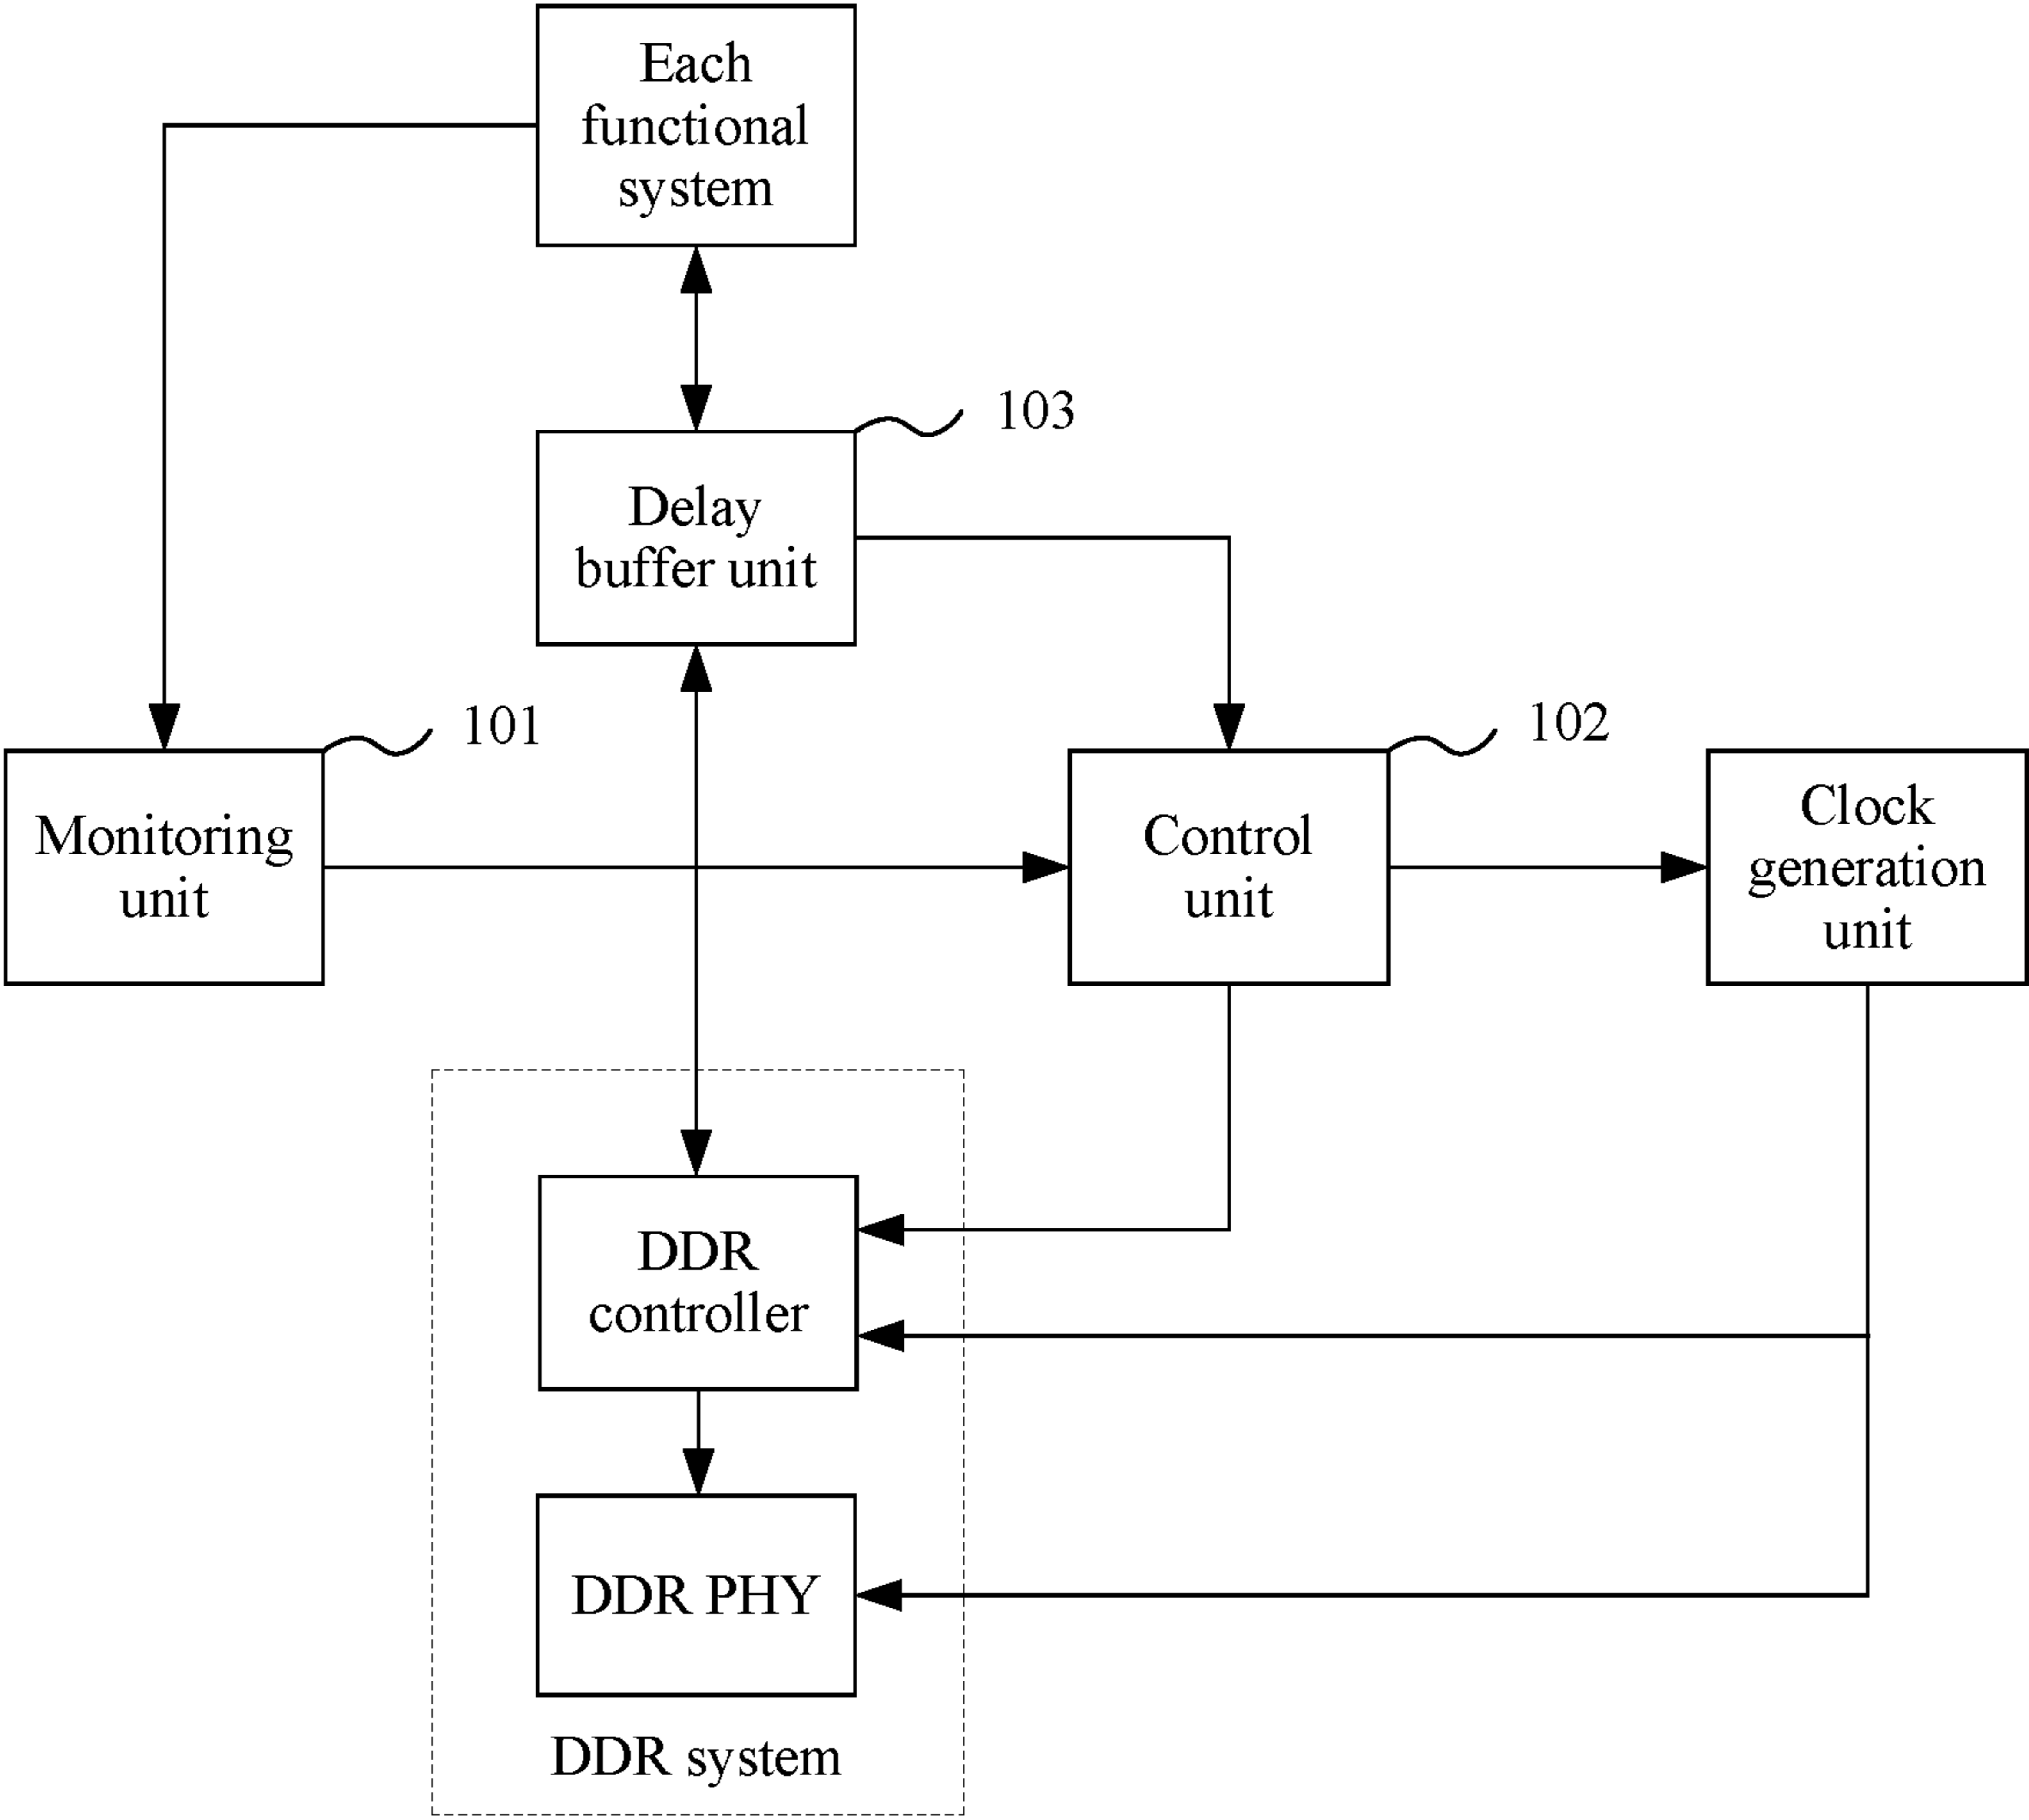 Each
functional
system
103
Delay
buffer unit
101
102
Monitoring
unit
Control
unit
Clock
generation
unit
DDR
controller
DDR PHY
DDR system